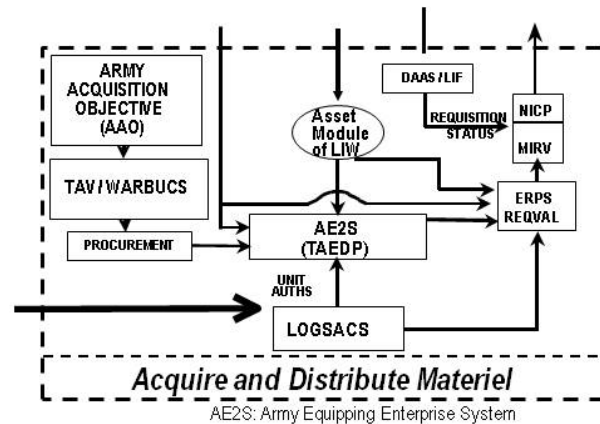 ARMY
ACQUISITION
OBJECTIVE
(AAO)
TAV/WARBUCS
PROCUREMENT
Asset
Module
of LIW
DAAS/LIF
REQUISITION
STATUS
NICP
MIRV
ERPS
REQVAL
AE2S
(TAEDP)
UNIT
AUTHS
LOGSACS
Acquire and Distribute Materiel
AE2S: Army Equipping Enterprise System